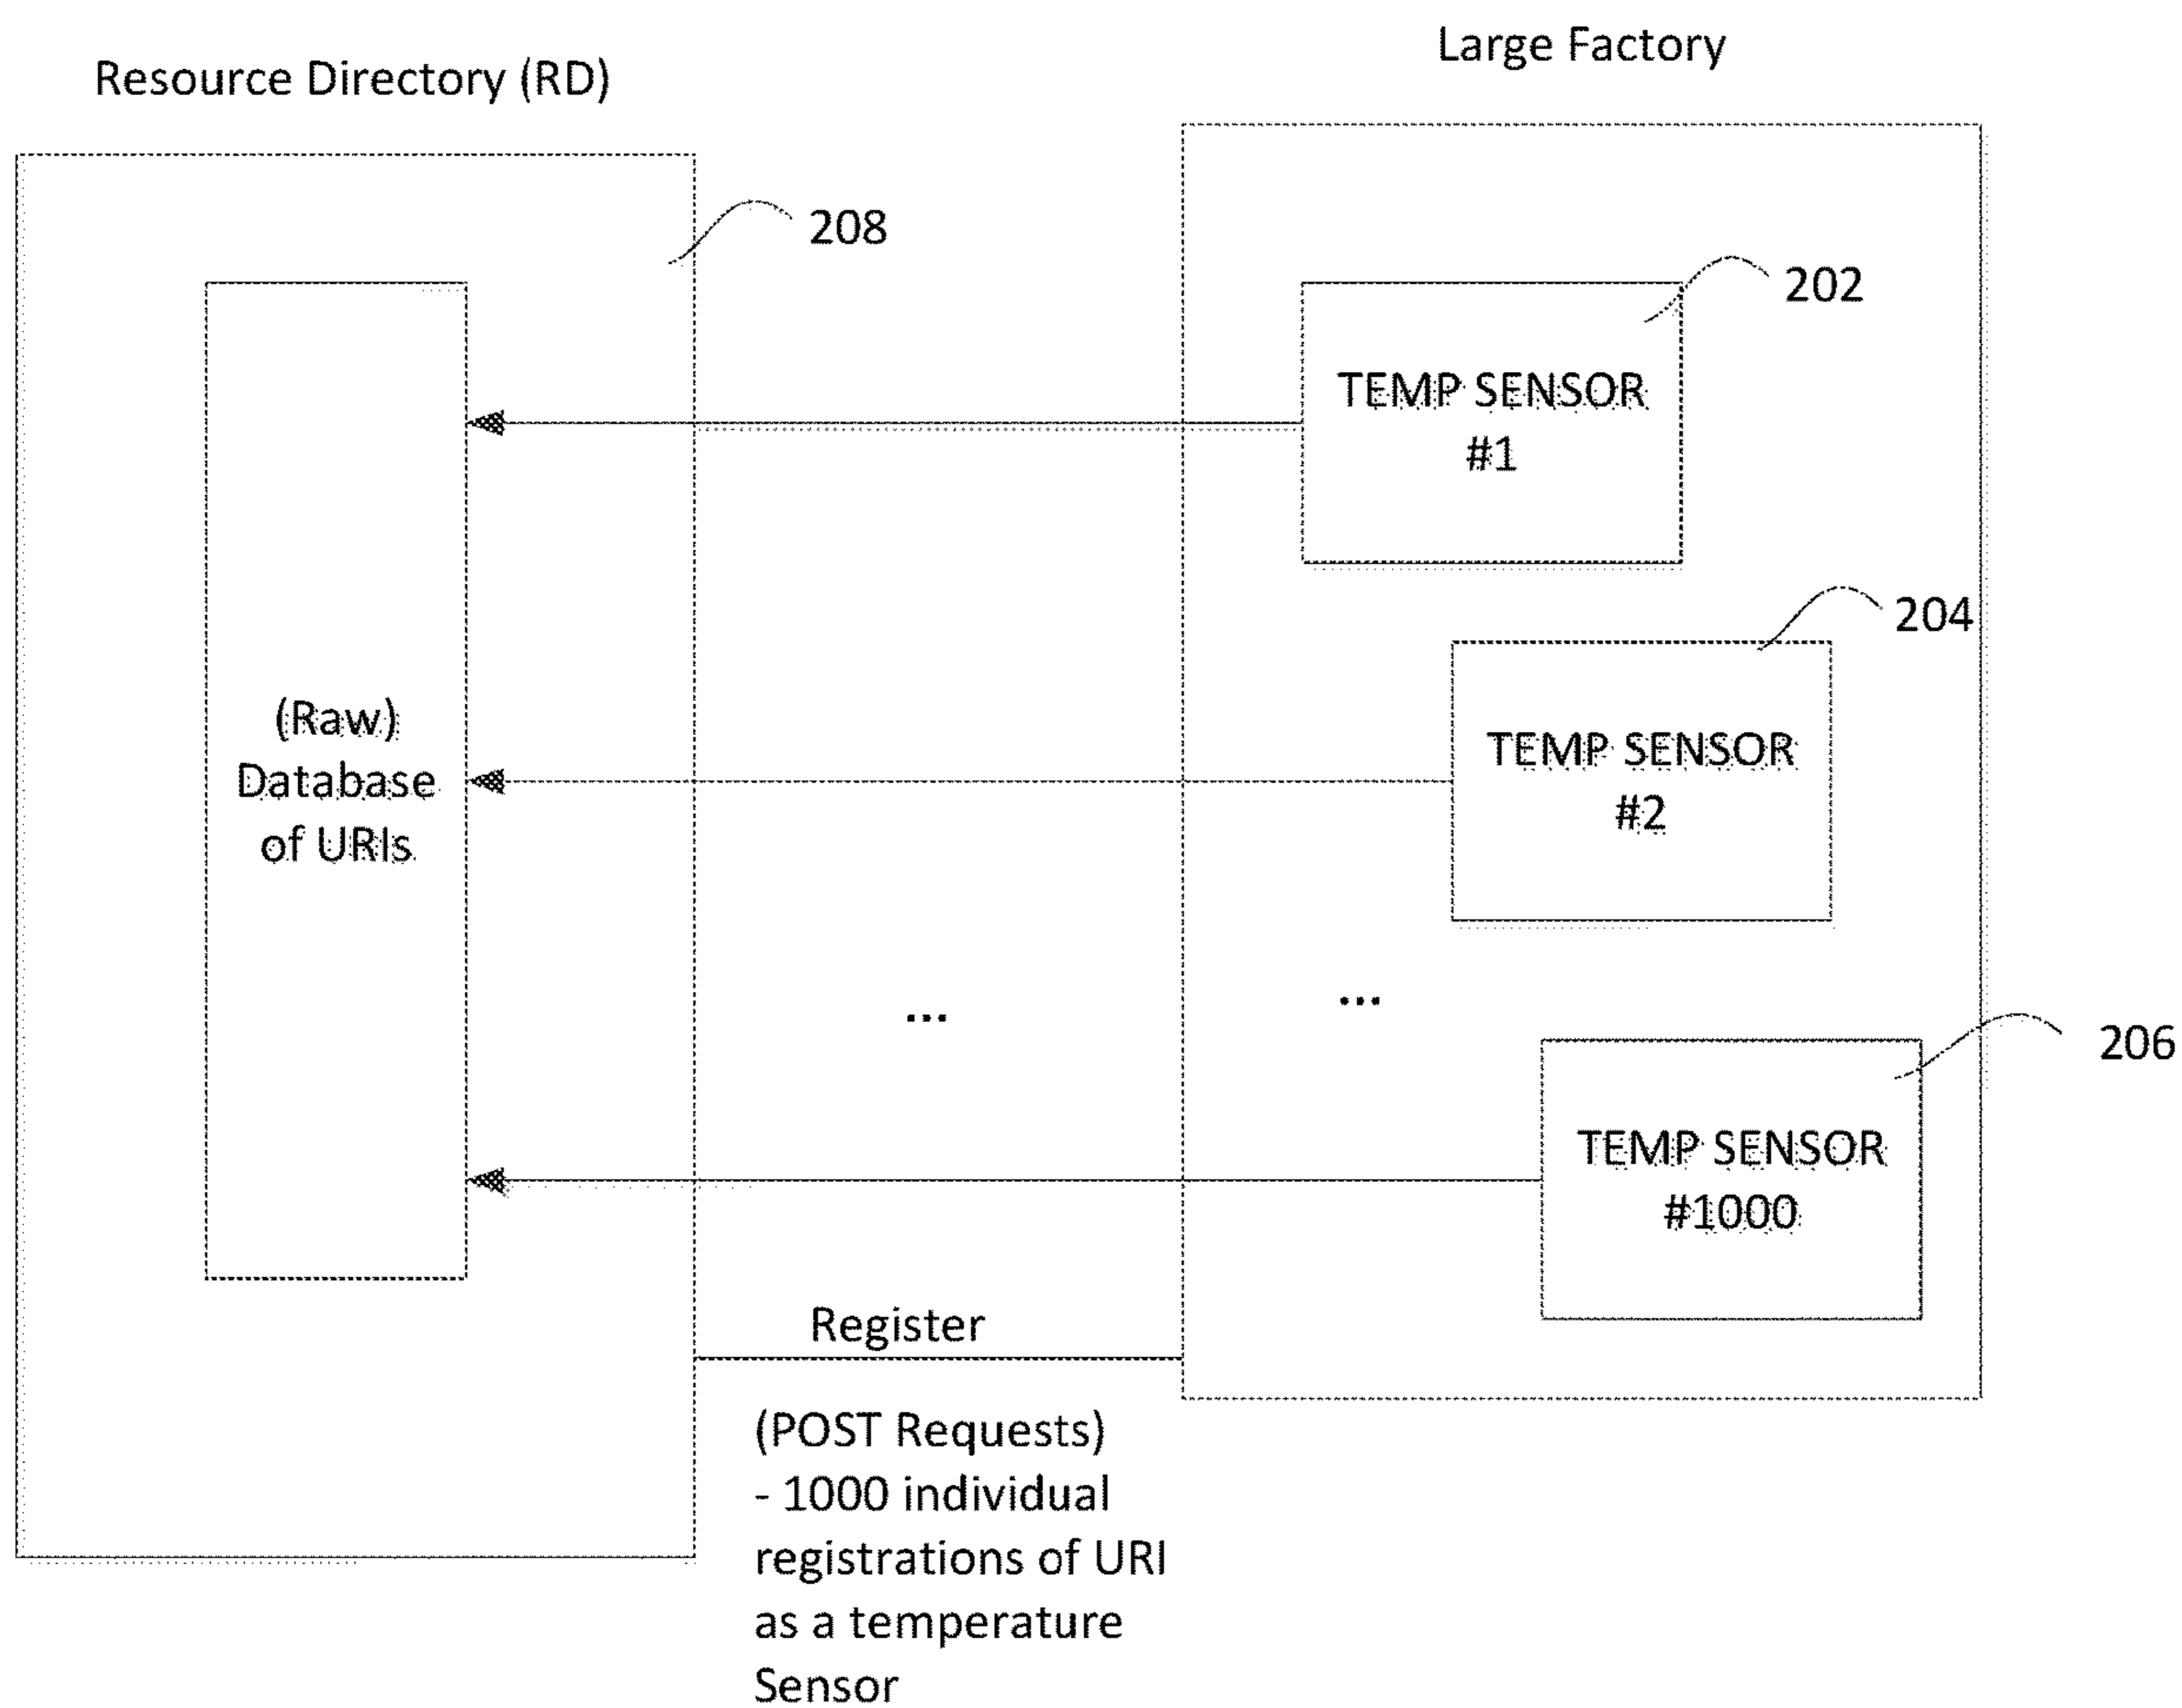 Large Factory
Resource Directory (RD)
208
202
TEMP SENSOR
#1
204
(Raw)
Database
of URIs
TEMP SENSOR
#2
...
...
206
TEMP SENSOR
#1000
Register
(POST Requests)
- 1000 individual
registrations of URI
as a temperature
Sensor